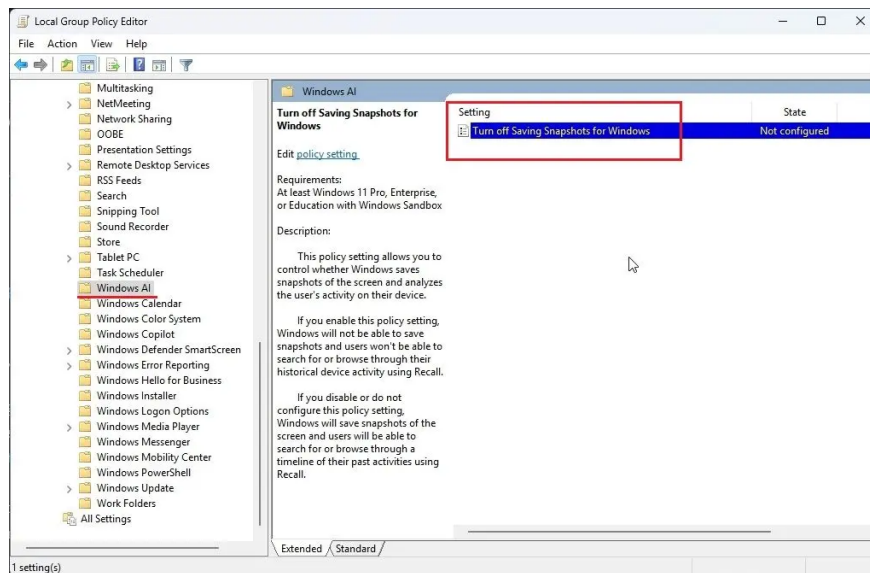 Local Group Policy Editor
File Action View Help
Multitasking
NetMeeting
Network Sharing
OOBE
Presentation Settings
Remote Desktop Services
RSS Feeds
Search
Snipping Tool
Sound Recorder
Store
Tablet PC
Task Scheduler
Windows AI
Windows Calendar
Windows Color System
Windows Copilot
Windows Defender SmartScreen
Windows Error Reporting
Windows Hello for Business
Windows Installer
Windows Logon Options
Windows Media Player
Windows Messenger
Windows Mobility Center
Windows PowerShell
Windows Update
Work Folders
All Settings
Windows AI
Turn off Saving Snapshots for
Windows
Edit policy setting
Requirements:
At least Windows 11 Pro, Enterprise,
or Education with Windows Sandbox
Description:
This policy setting allows you to
control whether Windows saves
snapshots of the screen and analyzes
the user's activity on their device.
If you enable this policy setting,
Windows will not be able to save
snapshots and users won't be able to
search for or browse through their
historical device activity using Recall.
If you disable or do not
configure this policy setting,
Windows will save snapshots of the
screen and users will be able to
search for or browse through a
timeline of their past activities using
Recall.
Setting State
Turn off Saving Snapshots for Windows Not configured
Extended Standard
1 setting(s)